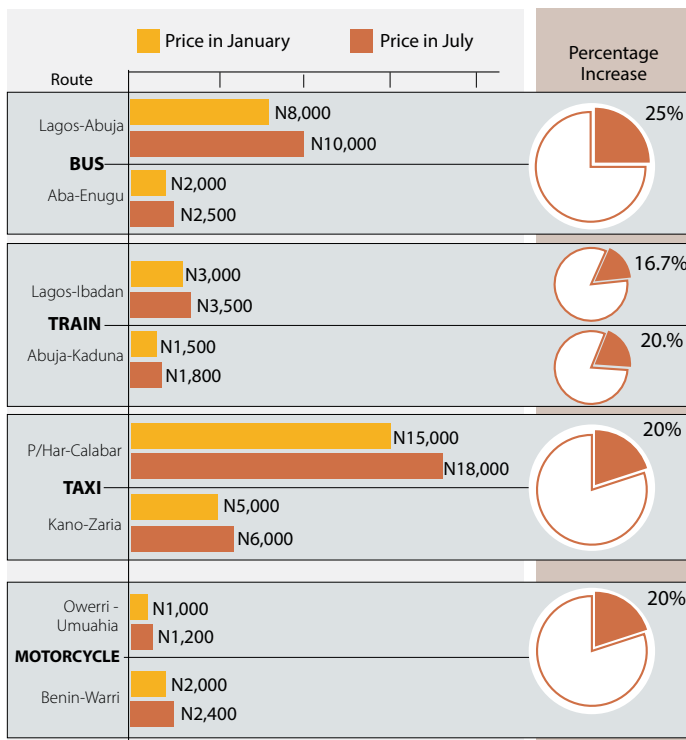 Price in January
Price in July
Percentage
Increase
Route
Lagos-Abuja
N8,000
N10,000
25%
BUS
Aba-Enugu
N2,000
N2,500
Lagos-Ibadan
N3,000
N3,500
16.7%
TRAIN
Abuja-Kaduna
N1,500
N1,800
20.%
P/Har-Calabar
N15,000
N18,000
20%
TAXI
Kano-Zaria
N5,000
N6,000
Owerri -
Umuahia
N1,000
N1,200
20%
MOTORCYCLE
Benin-Warri
N2,000
N2,400